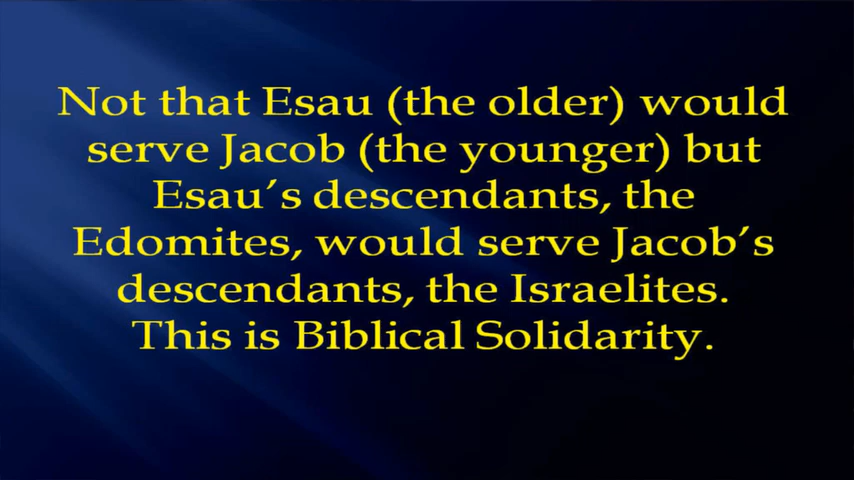 Not that Esau (the older) would
serve Jacob (the younger) but
Esau’s descendants, the
Edomites, would serve Jacob’s
descendants, the Israelites.
This is Biblical Solidarity.